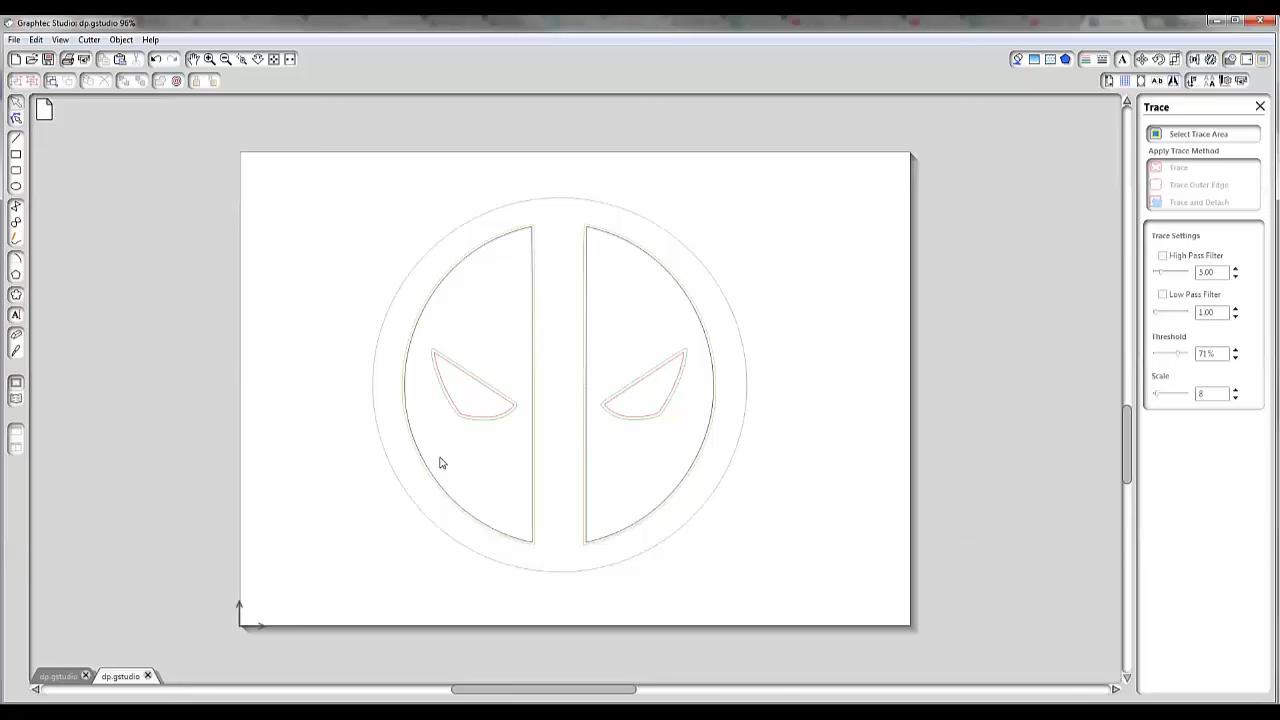 Graphtec Studio: dp.gstudio 96%
File Edit View Cutter Object Help
Trace
Select Trace Area
Apply Trace Method
Trace
Trace Outer Edge
Trace and Detach
Trace Settings
High Pass Filter
5.00
Low Pass Filter
1.00
Threshold
71%
Scale
8
dp.gstudio dp.gstudio